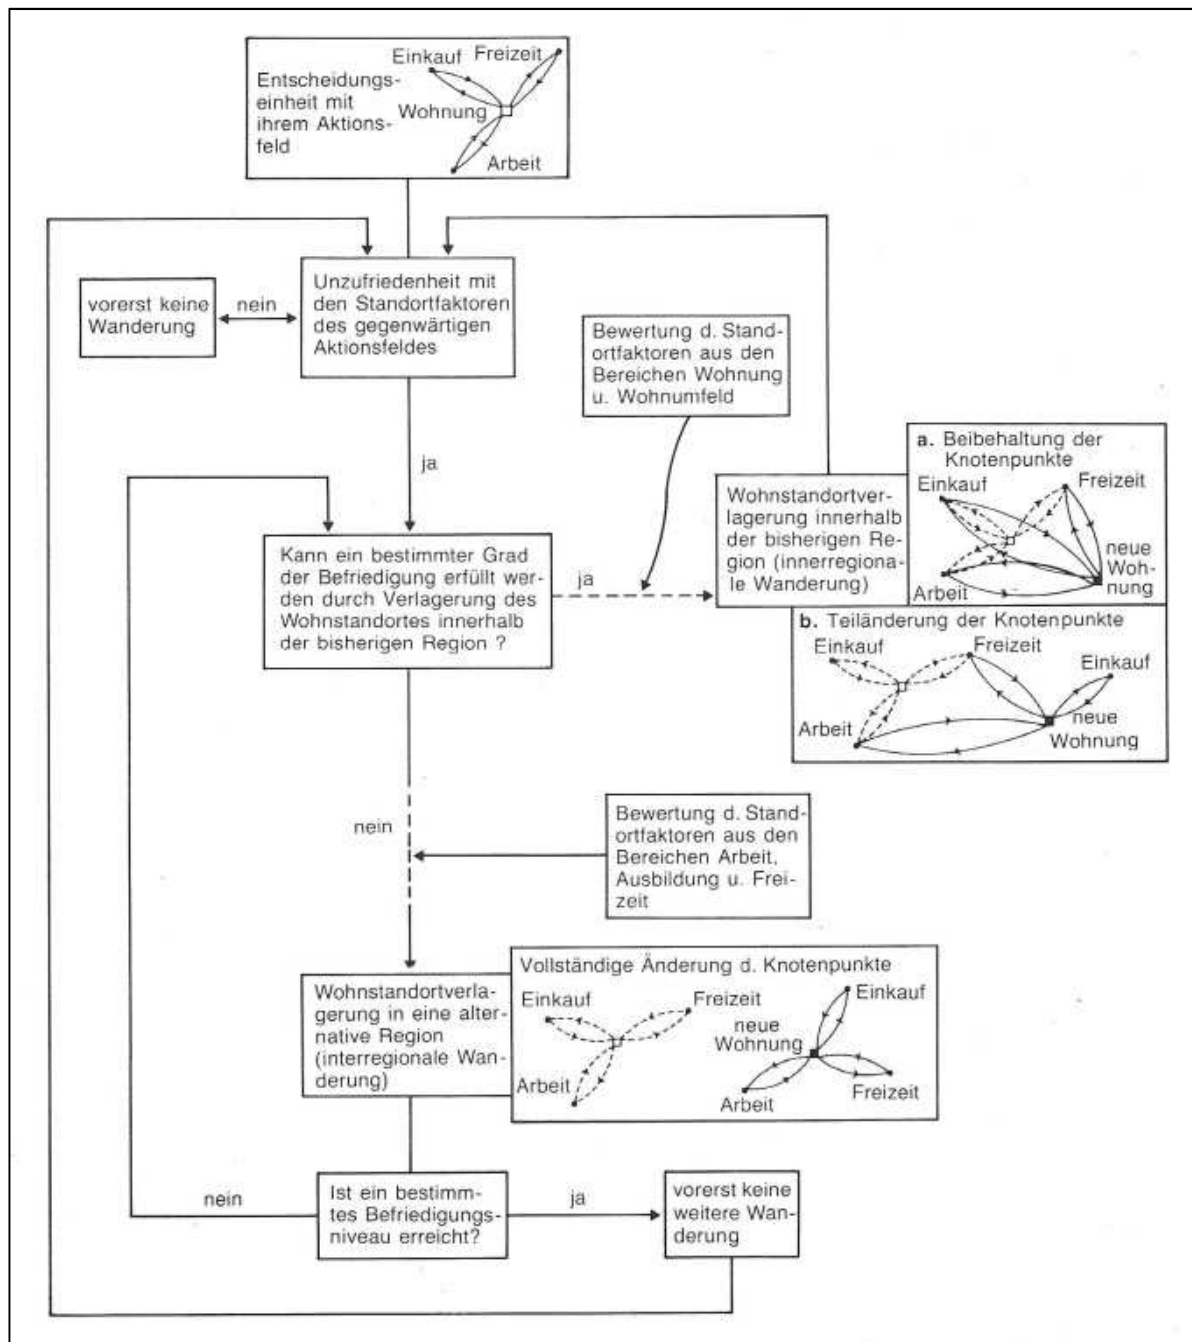 Entscheidungs-
einheit mit
ihrem Aktions-
feld
Einkauf
Freizeit
Wohnung
Arbeit
Unzufriedenheit mit
den Standortfaktoren
des gegenwärtigen
Aktionsfeldes
nein
vorerst keine
Wanderung
ja
Bewertung d. Stand-
ortfaktoren aus den
Bereichen Wohnung
u. Wohnumfeld
Kann ein bestimmter Grad
der Befriedigung erfüllt wer-
den durch Verlagerung des
Wohnstandortes innerhalb
der bisherigen Region ?
ja
Wohnstandortver-
lagerung innerhalb
der bisherigen Re-
gion (innerregiona-
le Wanderung)
a. Beibehaltung der
Knotenpunkte
Einkauf
Freizeit
Arbeit
neue
Woh-
nung
b. Teiländerung der Knotenpunkte
Einkauf
Freizeit
Einkauf
Arbeit
neue
Wohnung
nein
Bewertung d. Stand-
ortfaktoren aus den
Bereichen Arbeit,
Ausbildung u. Frei-
zeit
Wohnstandortverla-
gerung in eine alter-
native Region
(interregionale Wan-
derung)
Vollständige Änderung d. Knotenpunkte
Einkauf
Freizeit
Arbeit
neue
Wohnung
Einkauf
Arbeit
Freizeit
nein
Ist ein bestimm-
tes Befriedigungs-
niveau erreicht?
ja
vorerst keine
weitere Wan-
derung